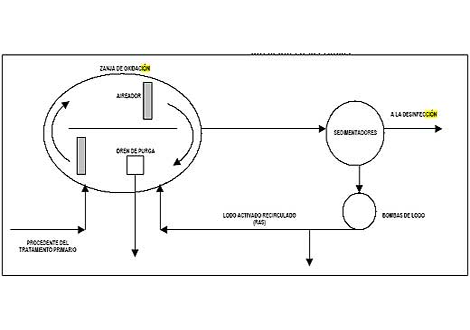 ZANJA DE OXIDACIÓN
AIREADOR
A LA DESINFECCIÓN
SEDIMENTADORES
DREN DE PURGA
LODO ACTIVADO RECIRCULADO
(RAS)
BOMBAS DE LODO
PROCEDENTE DEL
TRATAMIENTO PRIMARIO